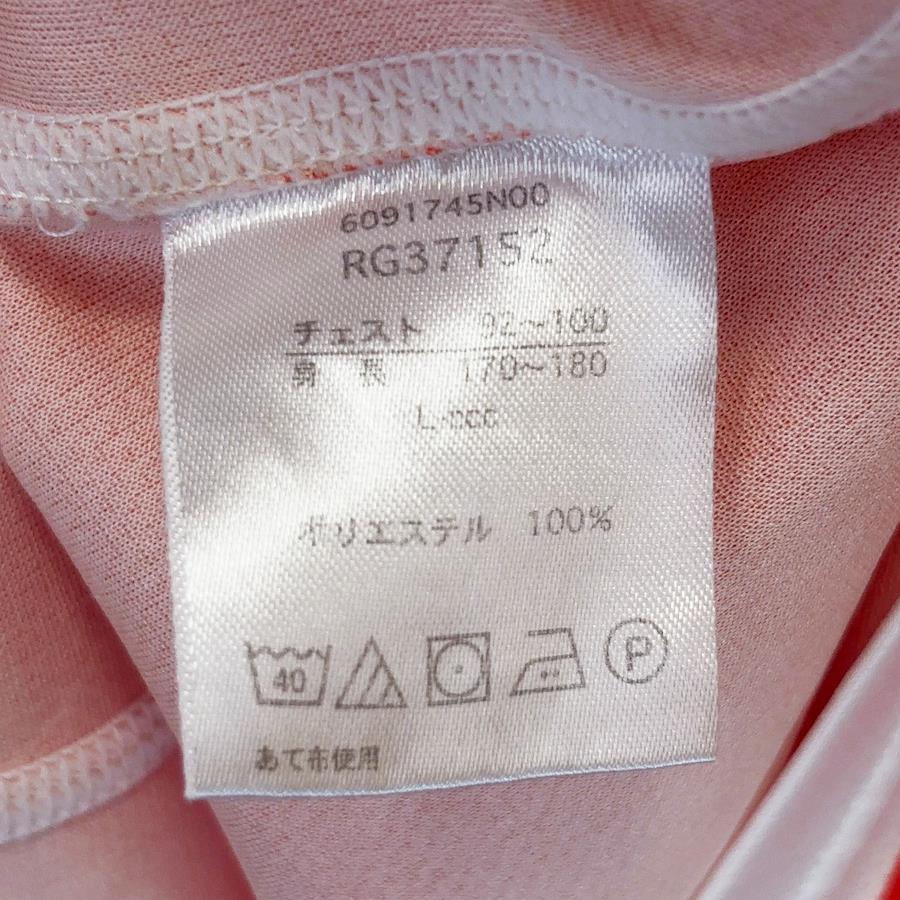 6091745N00
RG37152
チェスト 92～100
身 長 170～180
L-ccc
ポリエステル 100%
40
P
あて布使用